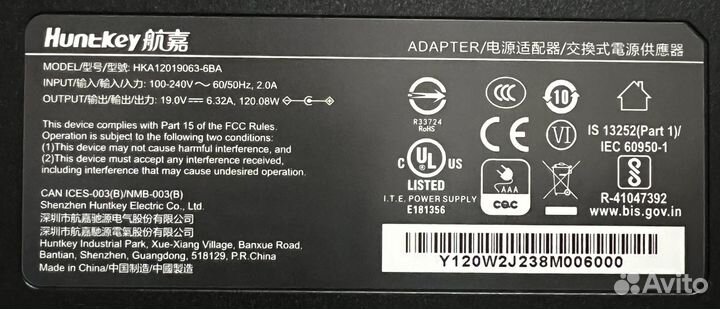 Huntkey 航嘉
ADAPTER/电源适配器/交換式電源供應器
MODEL/型号/型號: HKA12019063-6BA
INPUT/输入/輸入/入力: 100-240V ~ 60/50Hz, 2.0A
OUTPUT/输出/輸出/出力: 19.0V 6.32A, 120.08W
This device complies with Part 15 of the FCC Rules.
Operation is subject to the following two conditions:
(1)This device may not cause harmful interference, and
(2)This device must accept any interference received,
including interference that may cause undesired operation.
CAN ICES-003(B)/NMB-003(B)
Shenzhen Huntkey Electric Co., Ltd.
深圳市航嘉驰源电气股份有限公司
深圳市航嘉馳源電氣股份有限公司
Huntkey Industrial Park, Xue-Xiang Village, Banxue Road,
Bantian, Shenzhen, Guangdong, 518129, P.R.China
Made in China/中国制造/中國製造
R33724
RoHS
CCC
10
CE
VI
IS 13252(Part 1)/
IEC 60950-1
c UL US
LISTED
I.T.E. POWER SUPPLY
E181356
AAA
CQC
R-41047392
www.bis.gov.in
Y120W2J238M006000
Avito